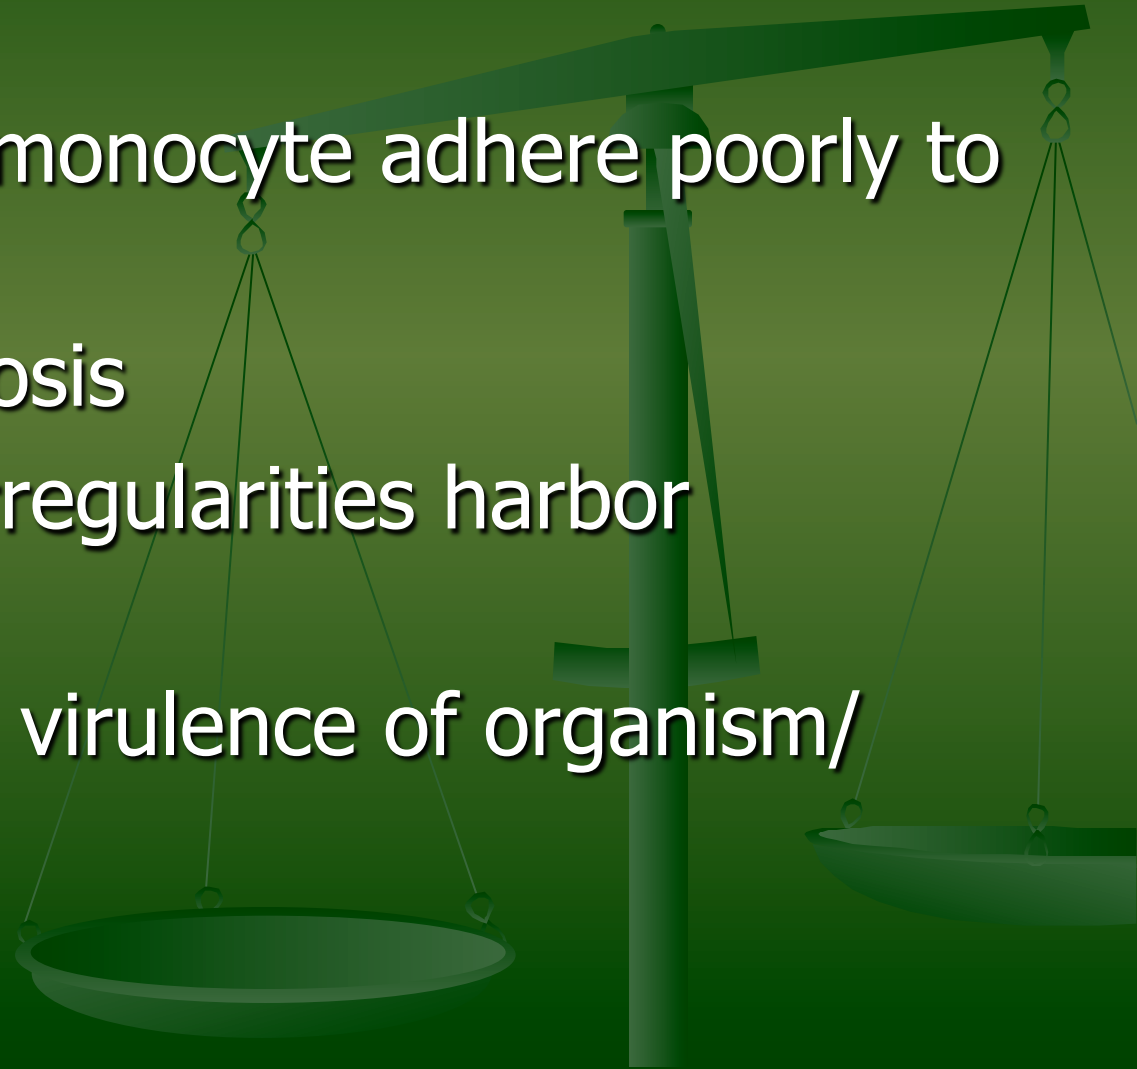 monocyte adhere poorly to
osis
regularities harbor
virulence of organism/